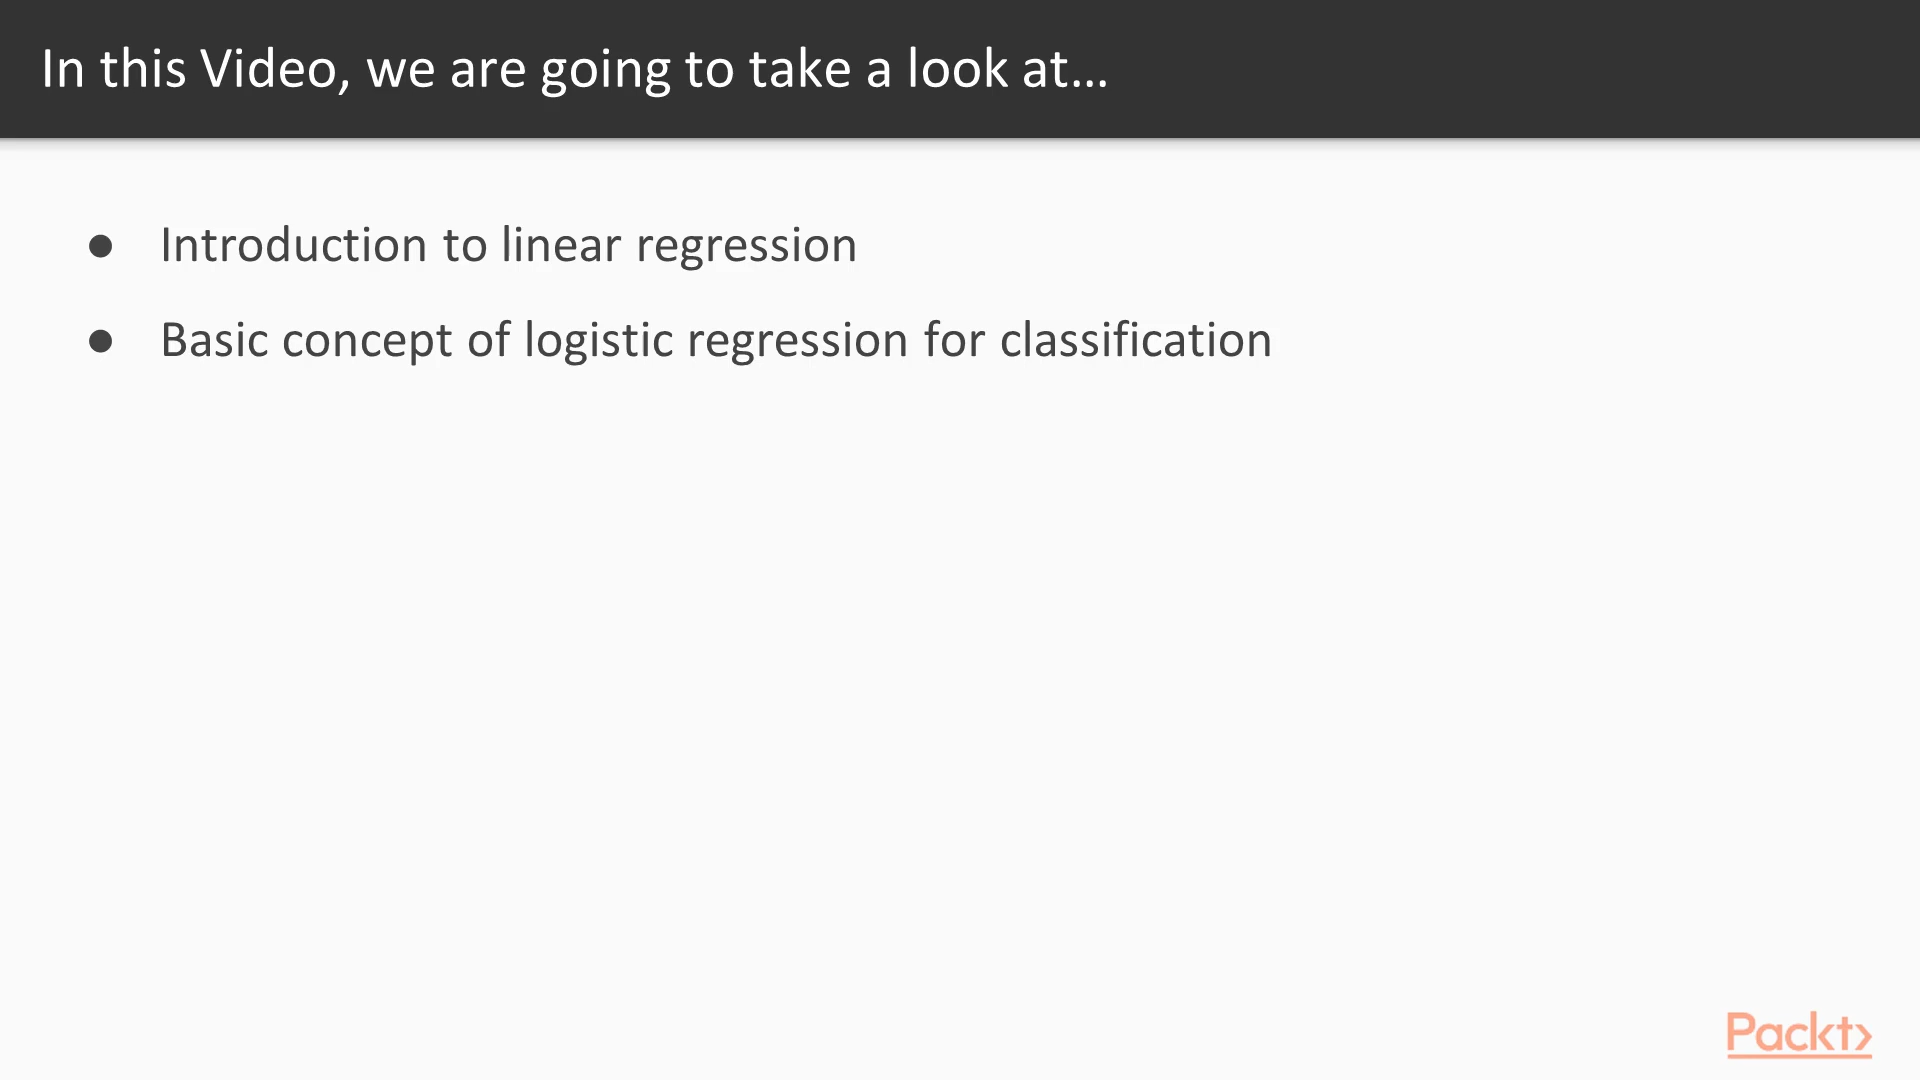 In this Video, we are going to take a look at...
● Introduction to linear regression
● Basic concept of logistic regression for classification
Packt>